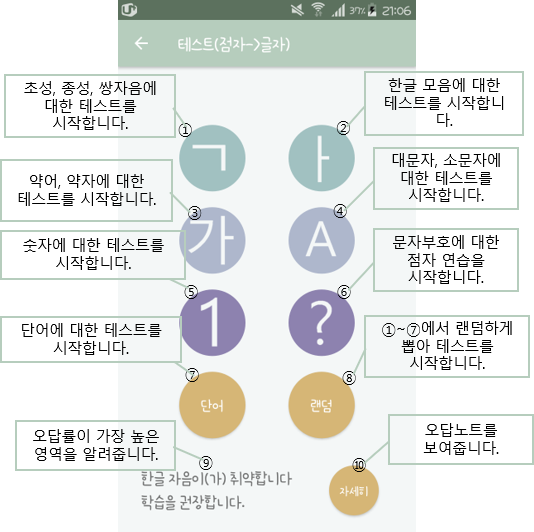 37% 21:06
테스트(점자->글자)
초성, 종성, 쌍자음에
대한 테스트를
시작합니다.
한글 모음에 대한
테스트를 시작합니
다.
① ②
ㄱ ㅏ
약어, 약자에 대한
테스트를 시작합니다.
대문자, 소문자에
대한 테스트를
시작합니다.
③ ④
가 A
숫자에 대한 테스트를
시작합니다.
문자부호에 대한
점자 연습을
시작합니다.
⑤ ⑥
1 ?
단어에 대한 테스트를
시작합니다.
①~⑦에서 랜덤하게
뽑아 테스트를
시작합니다.
⑦ ⑧
단어 랜덤
오답률이 가장 높은
영역을 알려줍니다.
오답노트를
보여줍니다.
⑨ ⑩
한글 자음이(가) 취약합니다
학습을 권장합니다.
자세히